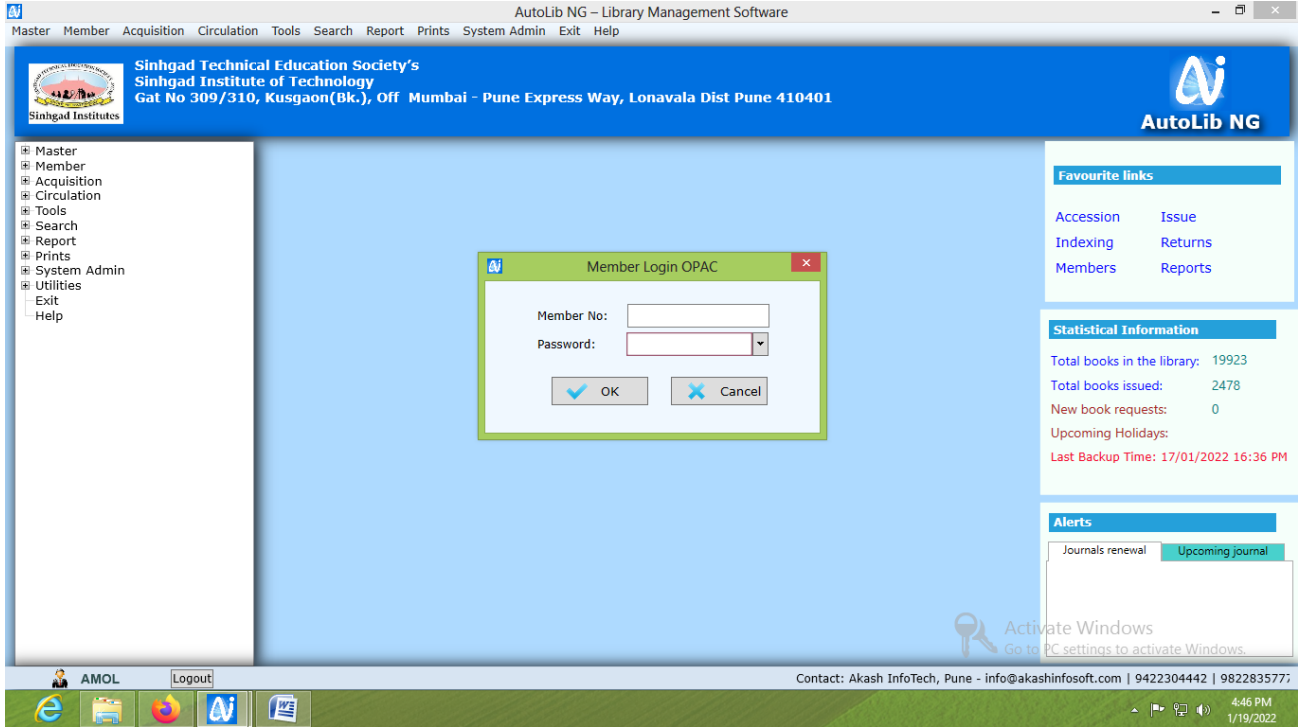 AutoLib NG – Library Management Software
Master Member Acquisition Circulation Tools Search Report Prints System Admin Exit Help
Sinhgad Technical Education Society's
Sinhgad Institute of Technology
Gat No 309/310, Kusgaon(Bk.), Off Mumbai - Pune Express Way, Lonavala Dist Pune 410401
Sinhgad Institutes
AutoLib NG
Master
Member
Acquisition
Circulation
Tools
Search
Report
Prints
System Admin
Utilities
Exit
Help
Member Login OPAC
Member No:
Password:
OK Cancel
Favourite links
Accession Issue
Indexing Returns
Members Reports
Statistical Information
Total books in the library: 19923
Total books issued: 2478
New book requests: 0
Upcoming Holidays:
Last Backup Time: 17/01/2022 16:36 PM
Alerts
Journals renewal Upcoming journal
Activate Windows
Go to PC settings to activate Windows.
AMOL Logout Contact: Akash InfoTech, Pune - info@akashinfosoft.com | 9422304442 | 982283577
4:46 PM
1/19/2022